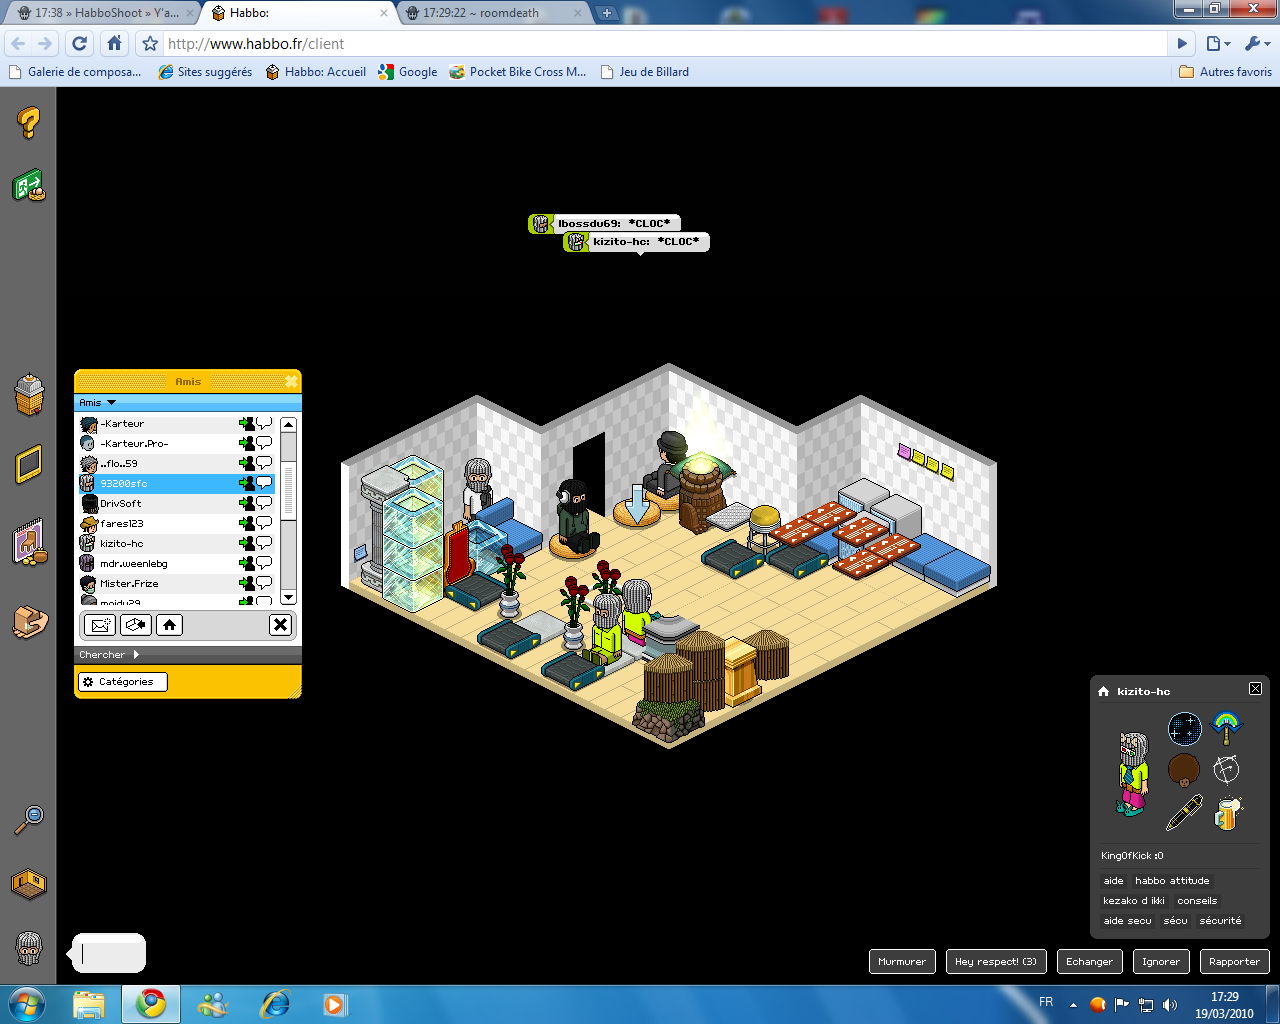 17:38 » HabboShoot » Y'a...
Habbo:
17:29:22 ~ roomdeath
http://www.habbo.fr/client
Galerie de composa...
Sites suggérés
Habbo: Accueil
Google
Pocket Bike Cross M...
Jeu de Billard
Autres favoris
lbossdu69: *CLOC*
kizito-hc: *CLOC*
Amis
Amis
-Karteur
-Karteur.Pro-
..flo..59
93200sfc
DrivSoft
fares123
kizito-hc
mdr.weenlebg
Mister.Frize
moidu29
Chercher
Catégories
kizito-hc
KingOfKick :O
aide habbo attitude
kezako d ikki conseils
aide secu sécu sécurité
Murmurer
Hey respect! (3)
Echanger
Ignorer
Rapporter
FR
17:29
19/03/2010